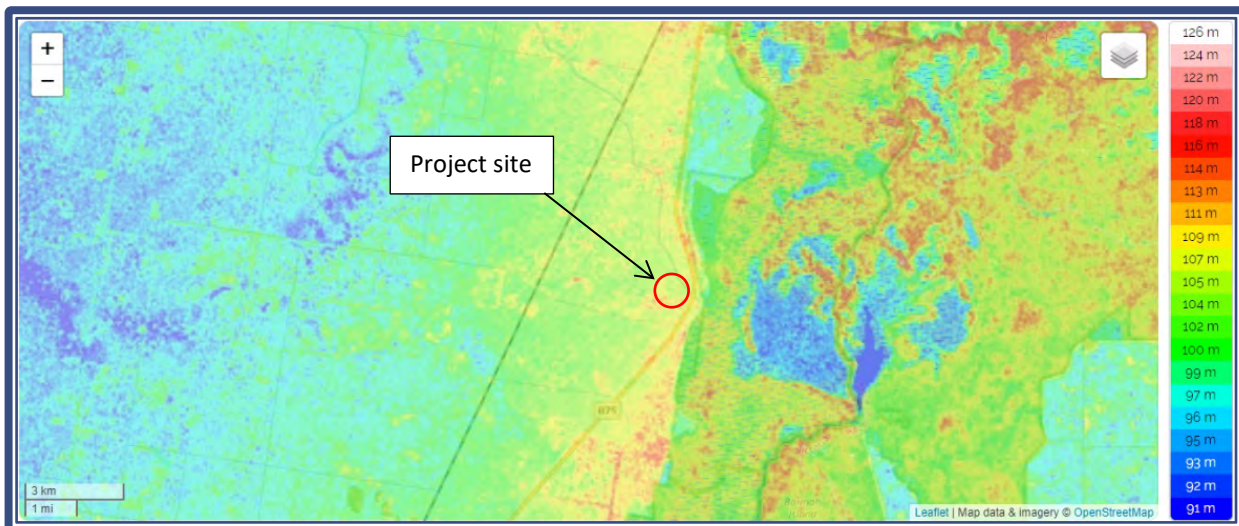 +
−
Project site
B75
3 km
1 mi
Leaflet | Map data & imagery © OpenStreetMap
126 m
124 m
122 m
120 m
118 m
116 m
114 m
113 m
111 m
109 m
107 m
105 m
104 m
102 m
100 m
99 m
97 m
96 m
95 m
93 m
92 m
91 m